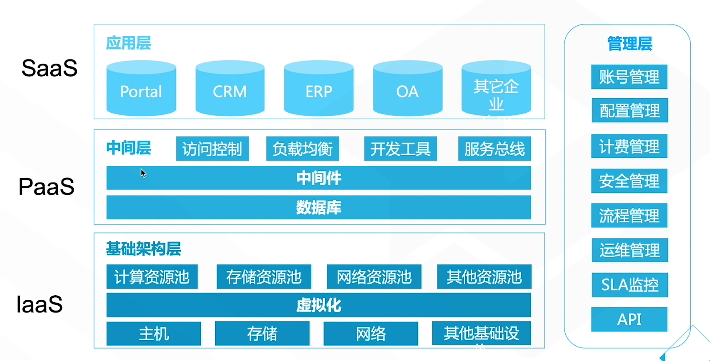 SaaS
应用层
Portal
CRM
ERP
OA
其它企
业
PaaS
中间层
访问控制
负载均衡
开发工具
服务总线
中间件
数据库
IaaS
基础架构层
计算资源池
存储资源池
网络资源池
其他资源池
虚拟化
主机
存储
网络
其他基础设
管理层
账号管理
配置管理
计费管理
安全管理
流程管理
运维管理
SLA监控
API